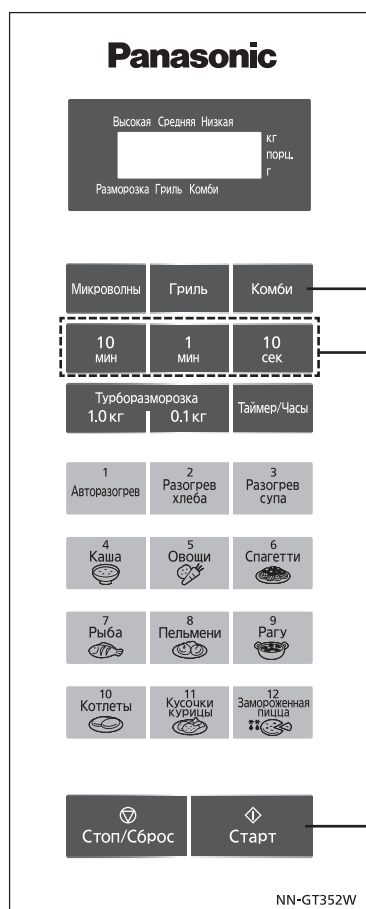 Panasonic
Высокая Средняя Низкая
кг
порц.
г
Разморозка Гриль Комби
Микроволны Гриль Комби
10 мин
1 мин
10 сек
Турборазморозка
1.0 кг 0.1 кг
Таймер/Часы
1
Авторазогрев
2
Разогрев
хлеба
3
Разогрев
супа
4
Каша
5
Овощи
6
Спагетти
7
Рыба
8
Пельмени
9
Рагу
10
Котлеты
11
Кусочки
курицы
12
Замороженная
пицца
Стоп/Сброс
Старт
NN-GT352W